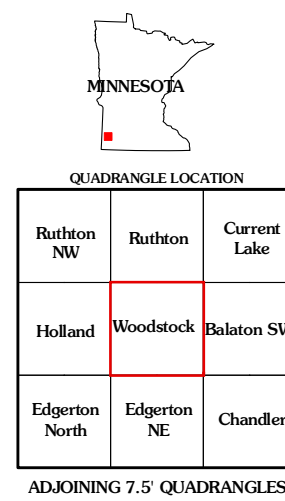 MINNESOTA
QUADRANGLE LOCATION
Ruthton
NW
Ruthton
Current
Lake
Holland
Woodstock
Balaton SW
Edgerton
North
Edgerton
NE
Chandler
ADJOINING 7.5' QUADRANGLES